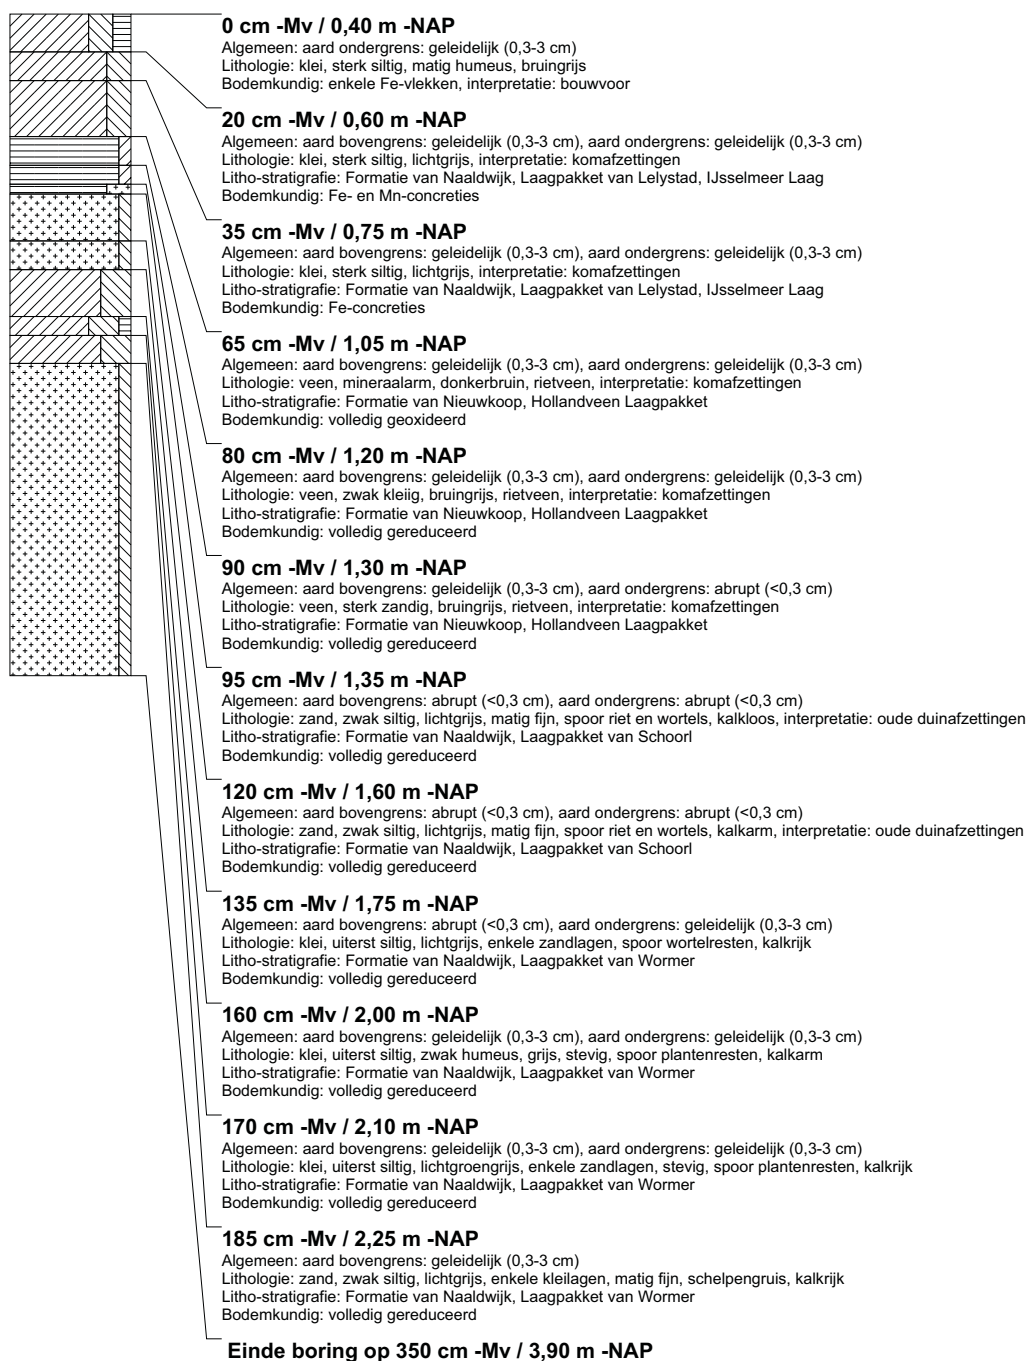 0 cm -Mv / 0,40 m -NAP
Algemeen: aard ondergrens: geleidelijk (0,3-3 cm)
Lithologie: klei, sterk siltig, matig humeus, bruingrijs
Bodemkundig: enkele Fe-vlekken, interpretatie: bouwvoor
20 cm -Mv / 0,60 m -NAP
Algemeen: aard bovengrens: geleidelijk (0,3-3 cm), aard ondergrens: geleidelijk (0,3-3 cm)
Lithologie: klei, sterk siltig, lichtgrijs, interpretatie: komafzettingen
Litho-stratigrafie: Formatie van Naaldwijk, Laagpakket van Lelystad, IJsselmeer Laag
Bodemkundig: Fe- en Mn-concreties
35 cm -Mv / 0,75 m -NAP
Algemeen: aard bovengrens: geleidelijk (0,3-3 cm), aard ondergrens: geleidelijk (0,3-3 cm)
Lithologie: klei, sterk siltig, lichtgrijs, interpretatie: komafzettingen
Litho-stratigrafie: Formatie van Naaldwijk, Laagpakket van Lelystad, IJsselmeer Laag
Bodemkundig: Fe-concreties
65 cm -Mv / 1,05 m -NAP
Algemeen: aard bovengrens: geleidelijk (0,3-3 cm), aard ondergrens: geleidelijk (0,3-3 cm)
Lithologie: veen, mineraalarm, donkerbruin, rietveen, interpretatie: komafzettingen
Litho-stratigrafie: Formatie van Nieuwkoop, Hollandveen Laagpakket
Bodemkundig: volledig geoxideerd
80 cm -Mv / 1,20 m -NAP
Algemeen: aard bovengrens: geleidelijk (0,3-3 cm), aard ondergrens: geleidelijk (0,3-3 cm)
Lithologie: veen, zwak kleiig, bruingrijs, rietveen, interpretatie: komafzettingen
Litho-stratigrafie: Formatie van Nieuwkoop, Hollandveen Laagpakket
Bodemkundig: volledig gereduceerd
90 cm -Mv / 1,30 m -NAP
Algemeen: aard bovengrens: geleidelijk (0,3-3 cm), aard ondergrens: abrupt (<0,3 cm)
Lithologie: veen, sterk zandig, bruingrijs, rietveen, interpretatie: komafzettingen
Litho-stratigrafie: Formatie van Nieuwkoop, Hollandveen Laagpakket
Bodemkundig: volledig gereduceerd
95 cm -Mv / 1,35 m -NAP
Algemeen: aard bovengrens: abrupt (<0,3 cm), aard ondergrens: abrupt (<0,3 cm)
Lithologie: zand, zwak siltig, lichtgrijs, matig fijn, spoor riet en wortels, kalkloos, interpretatie: oude duinafzettingen
Litho-stratigrafie: Formatie van Naaldwijk, Laagpakket van Schoorl
Bodemkundig: volledig gereduceerd
120 cm -Mv / 1,60 m -NAP
Algemeen: aard bovengrens: abrupt (<0,3 cm), aard ondergrens: abrupt (<0,3 cm)
Lithologie: zand, zwak siltig, lichtgrijs, matig fijn, spoor riet en wortels, kalkarm, interpretatie: oude duinafzettingen
Litho-stratigrafie: Formatie van Naaldwijk, Laagpakket van Schoorl
Bodemkundig: volledig gereduceerd
135 cm -Mv / 1,75 m -NAP
Algemeen: aard bovengrens: abrupt (<0,3 cm), aard ondergrens: geleidelijk (0,3-3 cm)
Lithologie: klei, uiterst siltig, lichtgrijs, enkele zandlagen, spoor wortelresten, kalkrijk
Litho-stratigrafie: Formatie van Naaldwijk, Laagpakket van Wormer
Bodemkundig: volledig gereduceerd
160 cm -Mv / 2,00 m -NAP
Algemeen: aard bovengrens: geleidelijk (0,3-3 cm), aard ondergrens: geleidelijk (0,3-3 cm)
Lithologie: klei, uiterst siltig, zwak humeus, grijs, stevig, spoor plantenresten, kalkarm
Litho-stratigrafie: Formatie van Naaldwijk, Laagpakket van Wormer
Bodemkundig: volledig gereduceerd
170 cm -Mv / 2,10 m -NAP
Algemeen: aard bovengrens: geleidelijk (0,3-3 cm), aard ondergrens: geleidelijk (0,3-3 cm)
Lithologie: klei, uiterst siltig, lichtgroengrijs, enkele zandlagen, stevig, spoor plantenresten, kalkrijk
Litho-stratigrafie: Formatie van Naaldwijk, Laagpakket van Wormer
Bodemkundig: volledig gereduceerd
185 cm -Mv / 2,25 m -NAP
Algemeen: aard bovengrens: geleidelijk (0,3-3 cm)
Lithologie: zand, zwak siltig, lichtgrijs, enkele kleilagen, matig fijn, schelpengruis, kalkrijk
Litho-stratigrafie: Formatie van Naaldwijk, Laagpakket van Wormer
Bodemkundig: volledig gereduceerd
Einde boring op 350 cm -Mv / 3,90 m -NAP